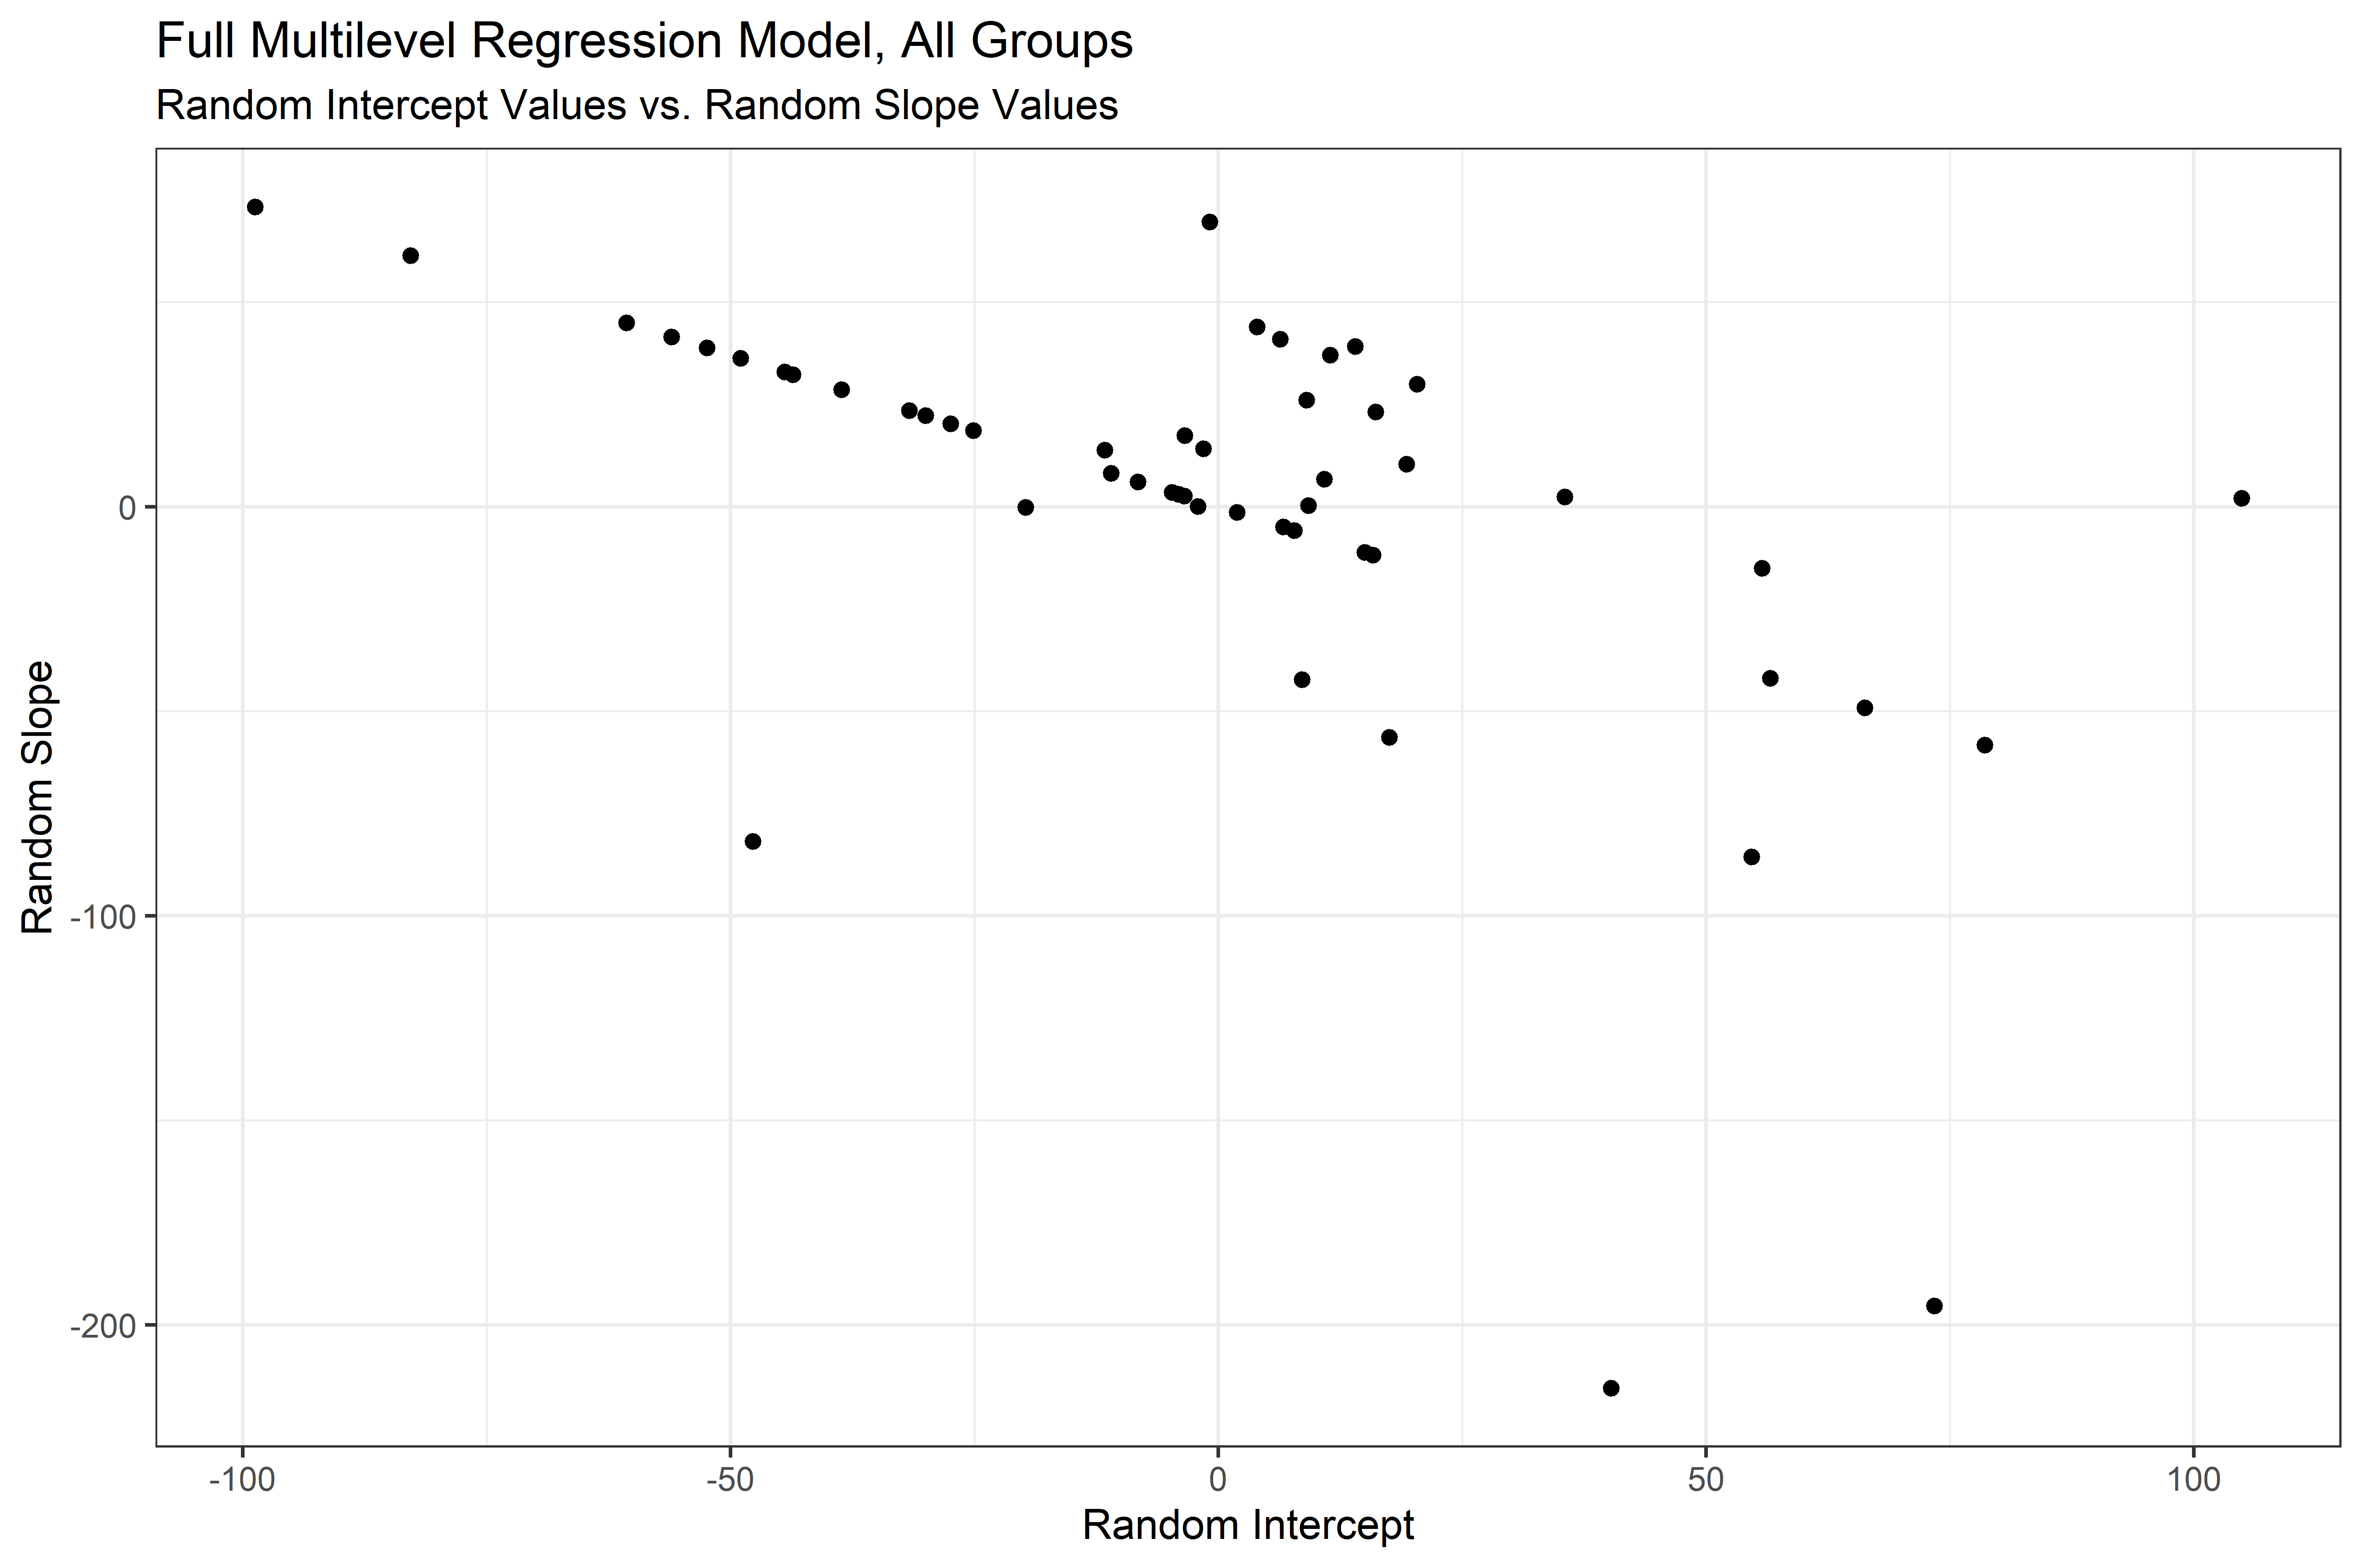 Full Multilevel Regression Model, All Groups
Random Intercept Values vs. Random Slope Values
Random Slope
0
-100
-200
-100
-50
0
50
100
Random Intercept